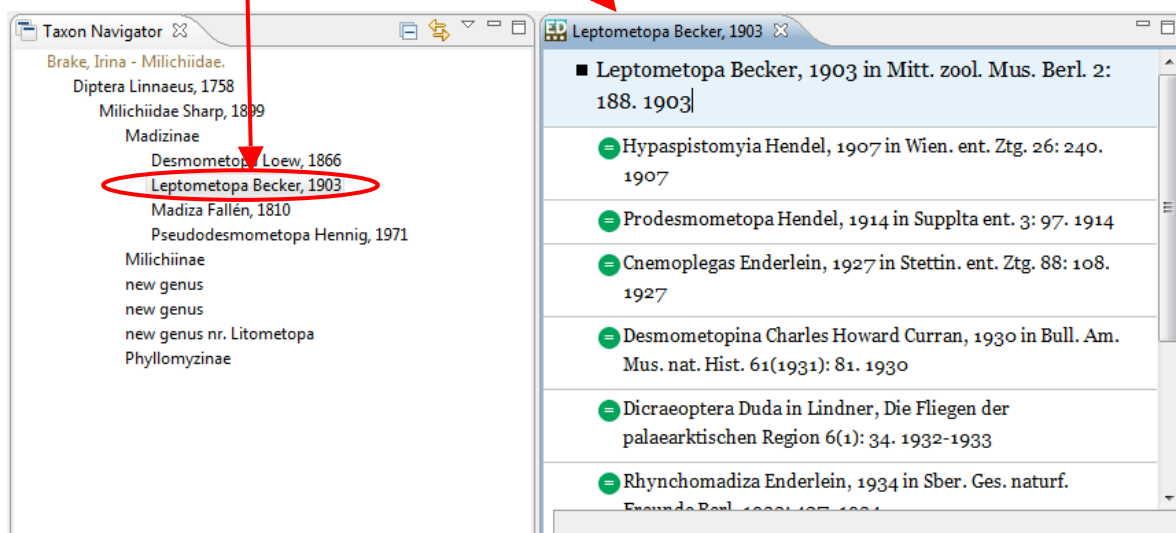 Taxon Navigator
Brake, Irina - Milichiidae.
Diptera Linnaeus, 1758
Milichiidae Sharp, 1899
Madizinae
Desmometopa Loew, 1866
Leptometopa Becker, 1903
Madiza Fallén, 1810
Pseudodesmometopa Hennig, 1971
Milichiinae
new genus
new genus
new genus nr. Litometopa
Phyllomyzinae
ED Leptometopa Becker, 1903
Leptometopa Becker, 1903 in Mitt. zool. Mus. Berl. 2:
188. 1903
= Hypaspistomyia Hendel, 1907 in Wien. ent. Ztg. 26: 240.
1907
= Prodesmometopa Hendel, 1914 in Supplta ent. 3: 97. 1914
= Cnemoplegas Enderlein, 1927 in Stettin. ent. Ztg. 88: 108.
1927
= Desmometopina Charles Howard Curran, 1930 in Bull. Am.
Mus. nat. Hist. 61(1931): 81. 1930
= Dicraeoptera Duda in Lindner, Die Fliegen der
palaearktischen Region 6(1): 34. 1932-1933
= Rhynchomadiza Enderlein, 1934 in Sber. Ges. naturf.
Freunde Berl.